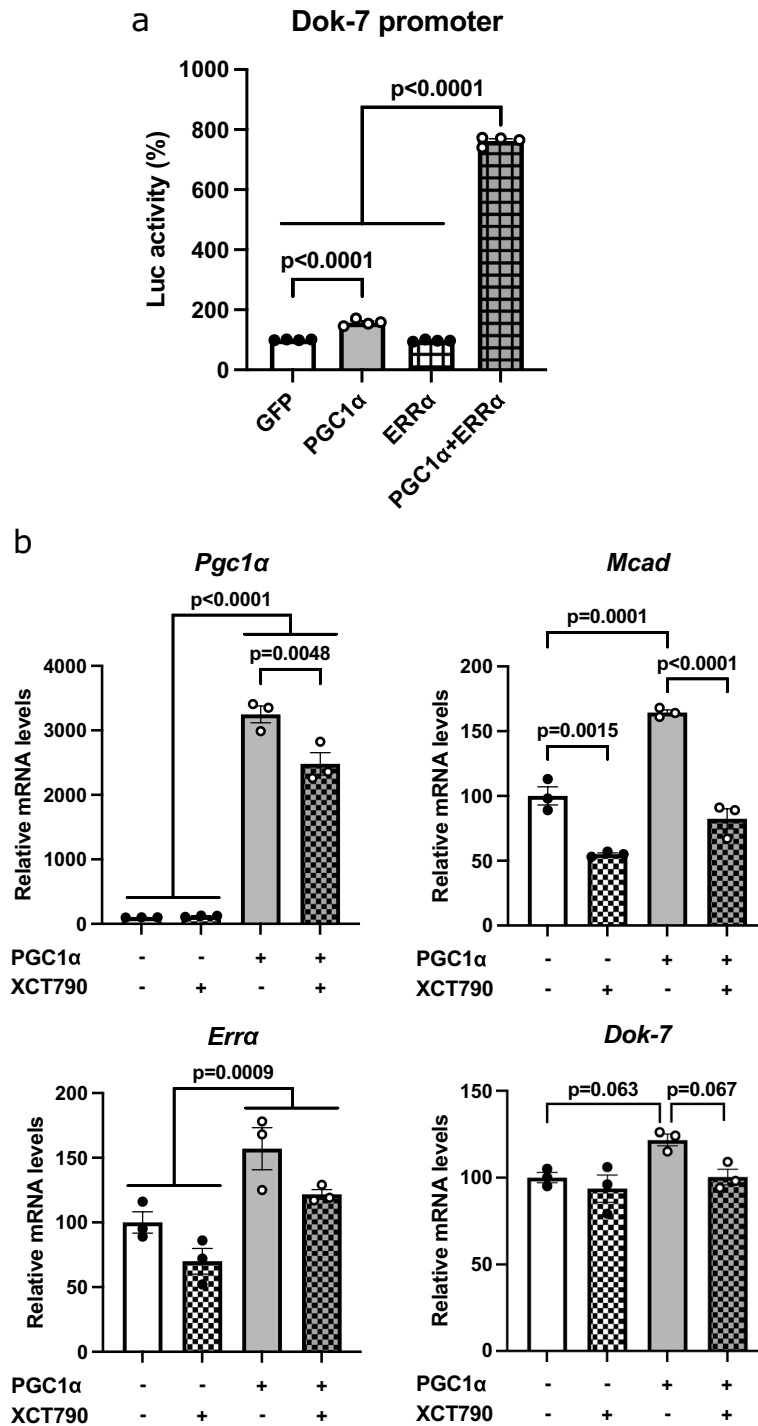 a
Dok-7 promoter
Luc activity (%)
1000
800
600
400
200
0
p<0.0001
p<0.0001
GFP
PGC1α
ERRα
PGC1α+ERRα
b
Pgc1α
Relative mRNA levels
4000
3000
2000
1000
0
p<0.0001
p=0.0048
PGC1α - - + +
XCT790 - + - +
Mcad
Relative mRNA levels
200
150
100
50
0
p=0.0001
p<0.0001
p=0.0015
- - + +
- + - +
Errα
Relative mRNA levels
200
150
100
50
0
p=0.0009
PGC1α - - + +
XCT790 - + - +
Dok-7
Relative mRNA levels
150
100
50
0
p=0.063
p=0.067
- - + +
- + - +